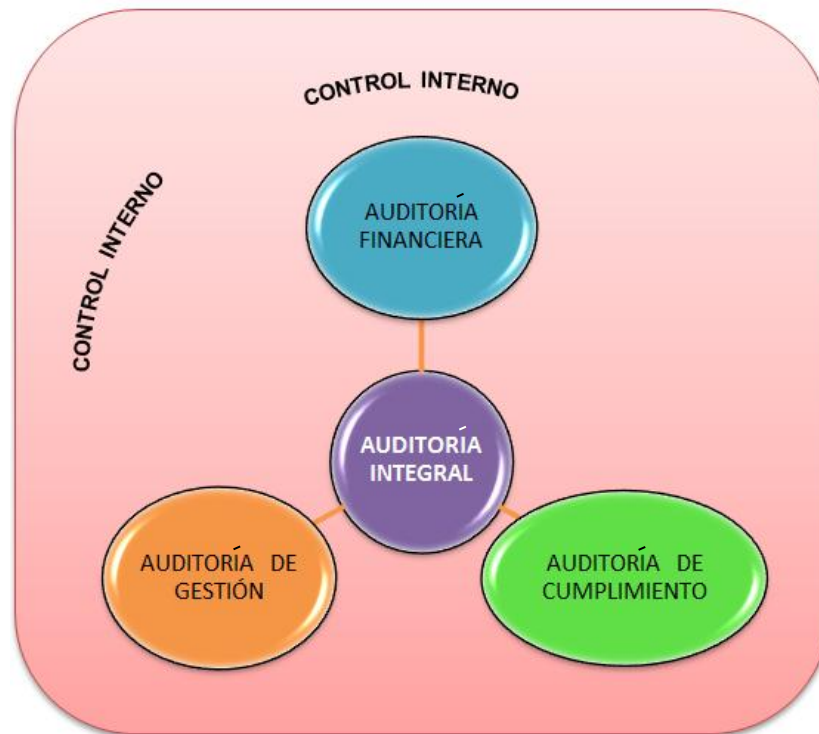 CONTROL INTERNO
CONTROL INTERNO
AUDITORÍA
FINANCIERA
AUDITORÍA
INTEGRAL
AUDITORÍA DE
GESTIÓN
AUDITORÍA DE
CUMPLIMIENTO